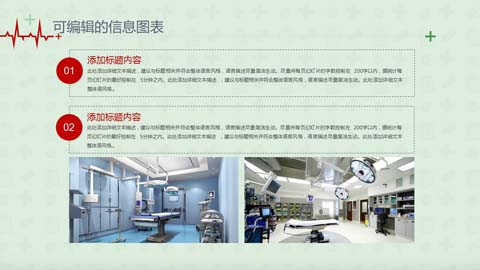 可编辑的信息图表
01
添加标题内容
此处添加详细文本描述，建议与标题相关并符合整体语言风格，语言描述尽量简洁生动。尽量将每页幻灯片的字数控制在 200字以内，据统计每
页幻灯片的最好控制在 5分钟之内。此处添加详细文本描述 ，建议与标题相关并符合整体语言风格，语言描述尽量简洁生动。此处添加详细文本
整体语风格。
02
添加标题内容
此处添加详细文本描述，建议与标题相关并符合整体语言风格，语言描述尽量简洁生动。尽量将每页幻灯片的字数控制在 200字以内，据统计每
页幻灯片的最好控制在 5分钟之内。此处添加详细文本描述 ，建议与标题相关并符合整体语言风格，语言描述尽量简洁生动。此处添加详细文本
整体语风格。